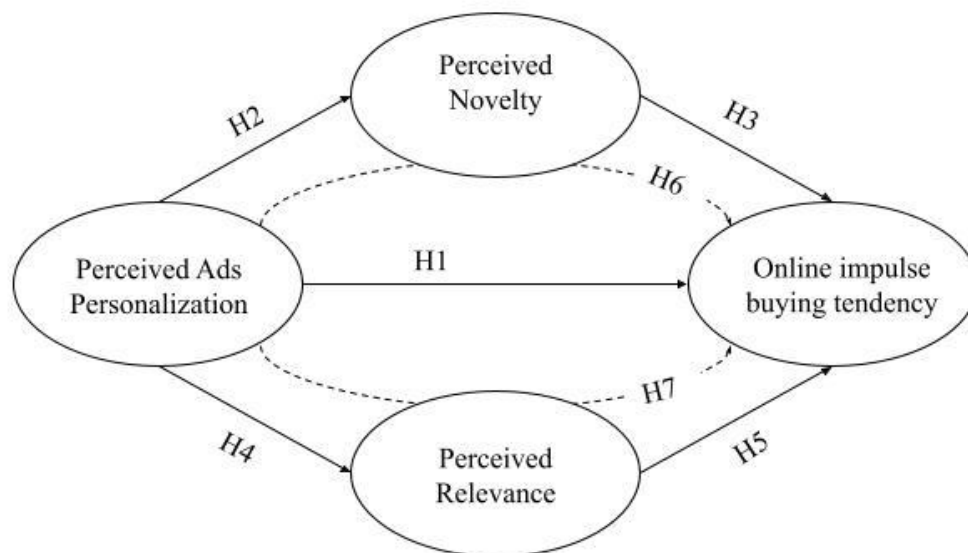 Perceived
Novelty
H2
H3
H6
Perceived Ads
Personalization
H1
Online impulse
buying tendency
H7
H4
H5
Perceived
Relevance